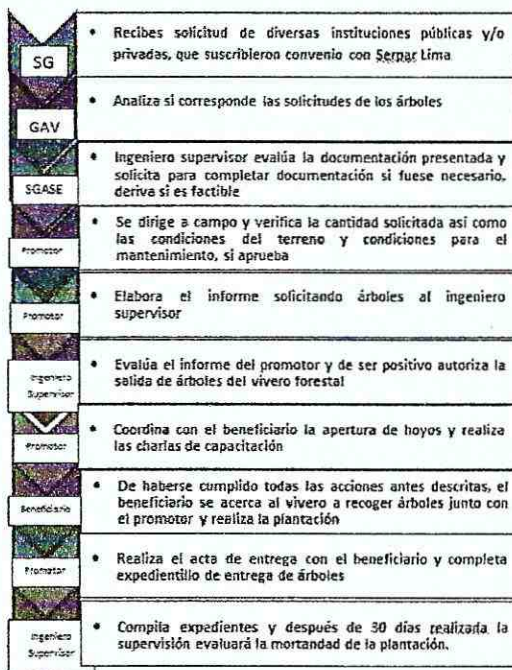 SG
• Recibes solicitud de diversas instituciones públicas y/o
privadas, que suscribieron convenio con Serpar Lima
GAV
• Analiza si corresponde las solicitudes de los árboles
SGASE
• Ingeniero supervisor evalúa la documentación presentada y
solicita para completar documentación si fuese necesario,
deriva si es factible
Promotor
• Se dirige a campo y verifica la cantidad solicitada así como
las condiciones del terreno y condiciones para el
mantenimiento, si aprueba
Promotor
• Elabora el informe solicitando árboles al ingeniero
supervisor
Ingeniero
Supervisor
• Evalúa el informe del promotor y de ser positivo autoriza la
salida de árboles del vivero forestal
Promotor
• Coordina con el beneficiario la apertura de hoyos y realiza
las charlas de capacitación
Beneficiario
• De haberse cumplido todas las acciones antes descritas, el
beneficiario se acerca al vivero a recoger árboles junto con
el promotor y realiza la plantación
Promotor
• Realiza el acta de entrega con el beneficiario y completa
expedientillo de entrega de árboles
Ingeniero
Supervisor
• Compila expedientes y después de 30 días realizada la
supervisión evaluará la mortandad de la plantación.